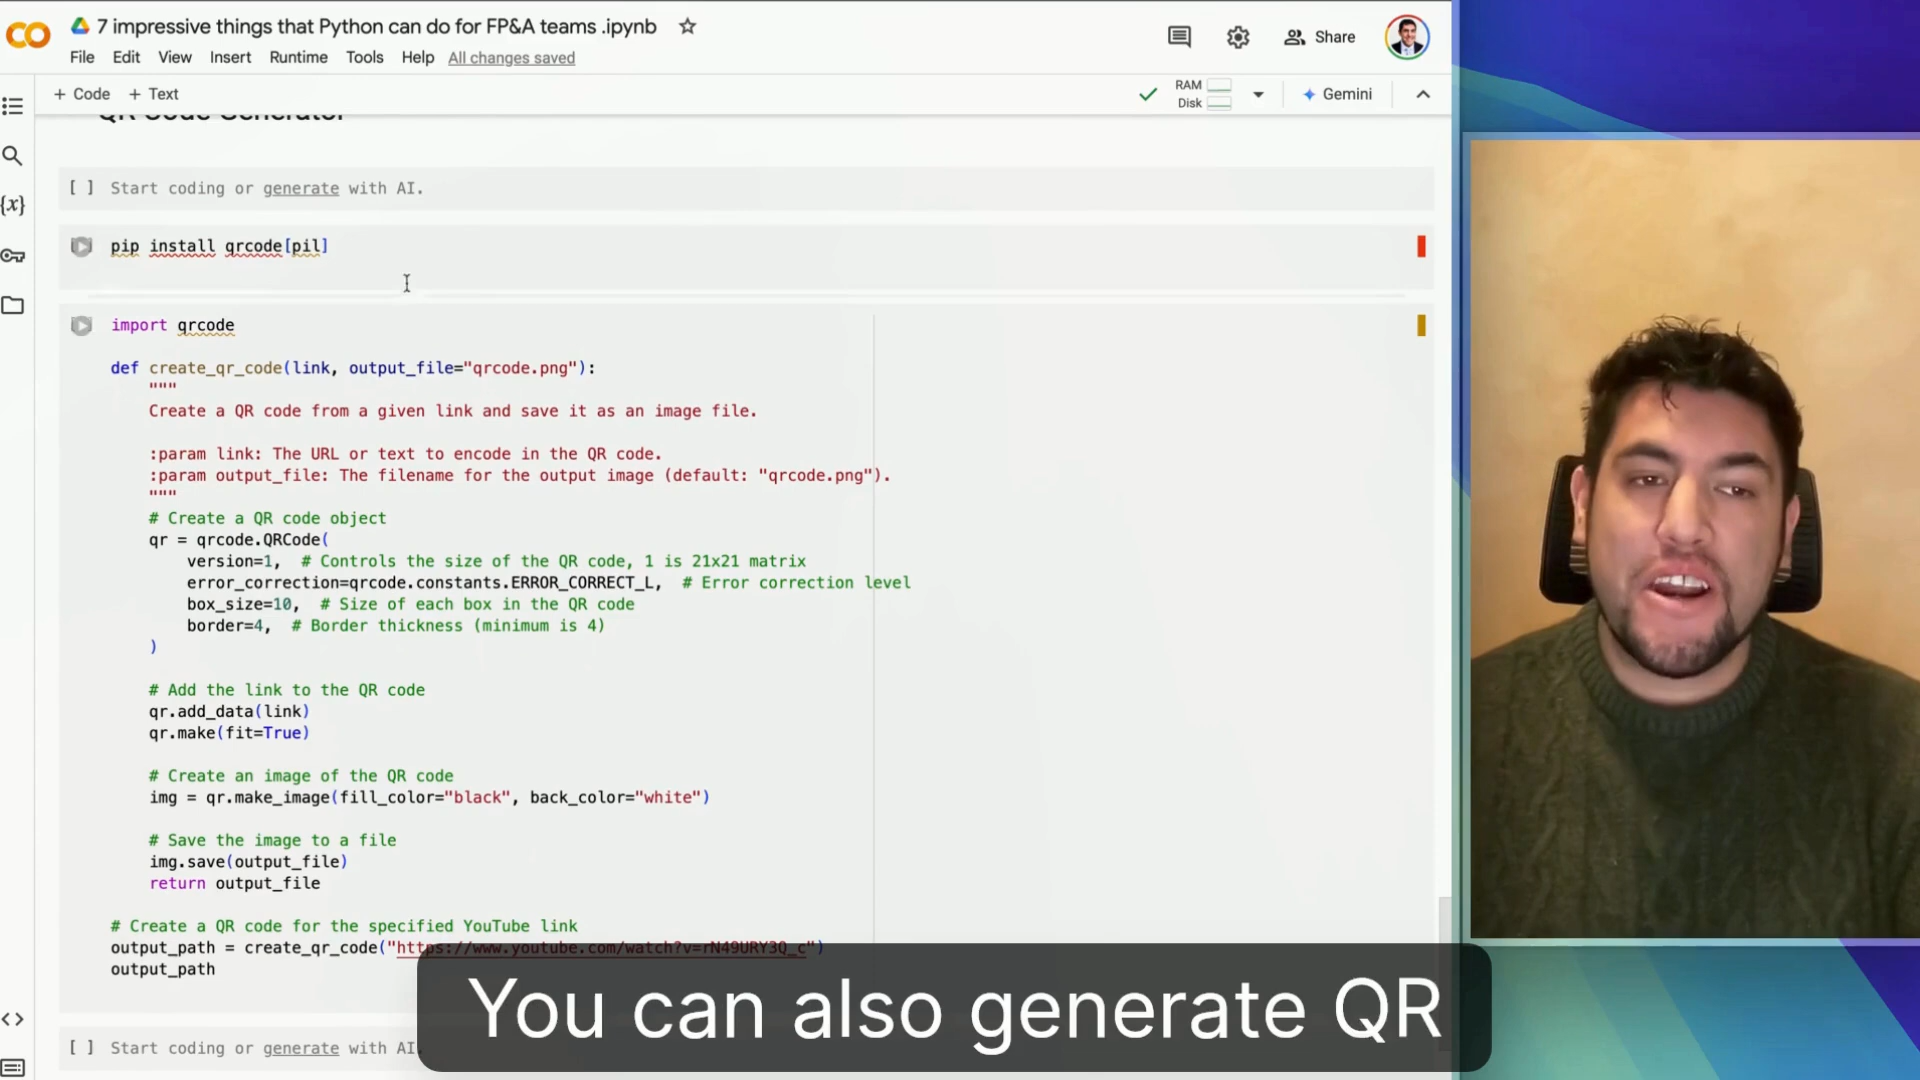 7 impressive things that Python can do for FP&A teams .ipynb
File Edit View Insert Runtime Tools Help All changes saved
Share
+ Code + Text
RAM
Disk
Gemini
QR Code Generator
[ ] Start coding or generate with AI.
pip install qrcode[pil]
import qrcode
def create_qr_code(link, output_file="qrcode.png"):
"""
Create a QR code from a given link and save it as an image file.
:param link: The URL or text to encode in the QR code.
:param output_file: The filename for the output image (default: "qrcode.png").
"""
# Create a QR code object
qr = qrcode.QRCode(
version=1, # Controls the size of the QR code, 1 is 21x21 matrix
error_correction=qrcode.constants.ERROR_CORRECT_L, # Error correction level
box_size=10, # Size of each box in the QR code
border=4, # Border thickness (minimum is 4)
)
# Add the link to the QR code
qr.add_data(link)
qr.make(fit=True)
# Create an image of the QR code
img = qr.make_image(fill_color="black", back_color="white")
# Save the image to a file
img.save(output_file)
return output_file
# Create a QR code for the specified YouTube link
output_path = create_qr_code("https://www.youtube.com/watch?v=rN49URY3Q_c")
output_path
You can also generate QR
[ ] Start coding or generate with AI.